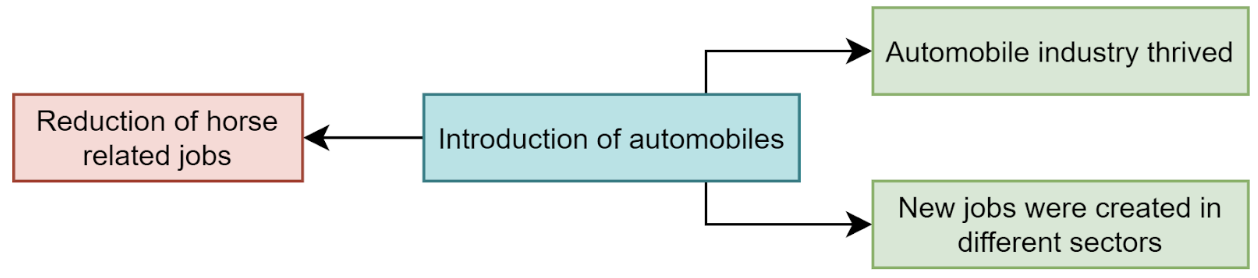 Automobile industry thrived
Reduction of horse
related jobs
Introduction of automobiles
New jobs were created in
different sectors